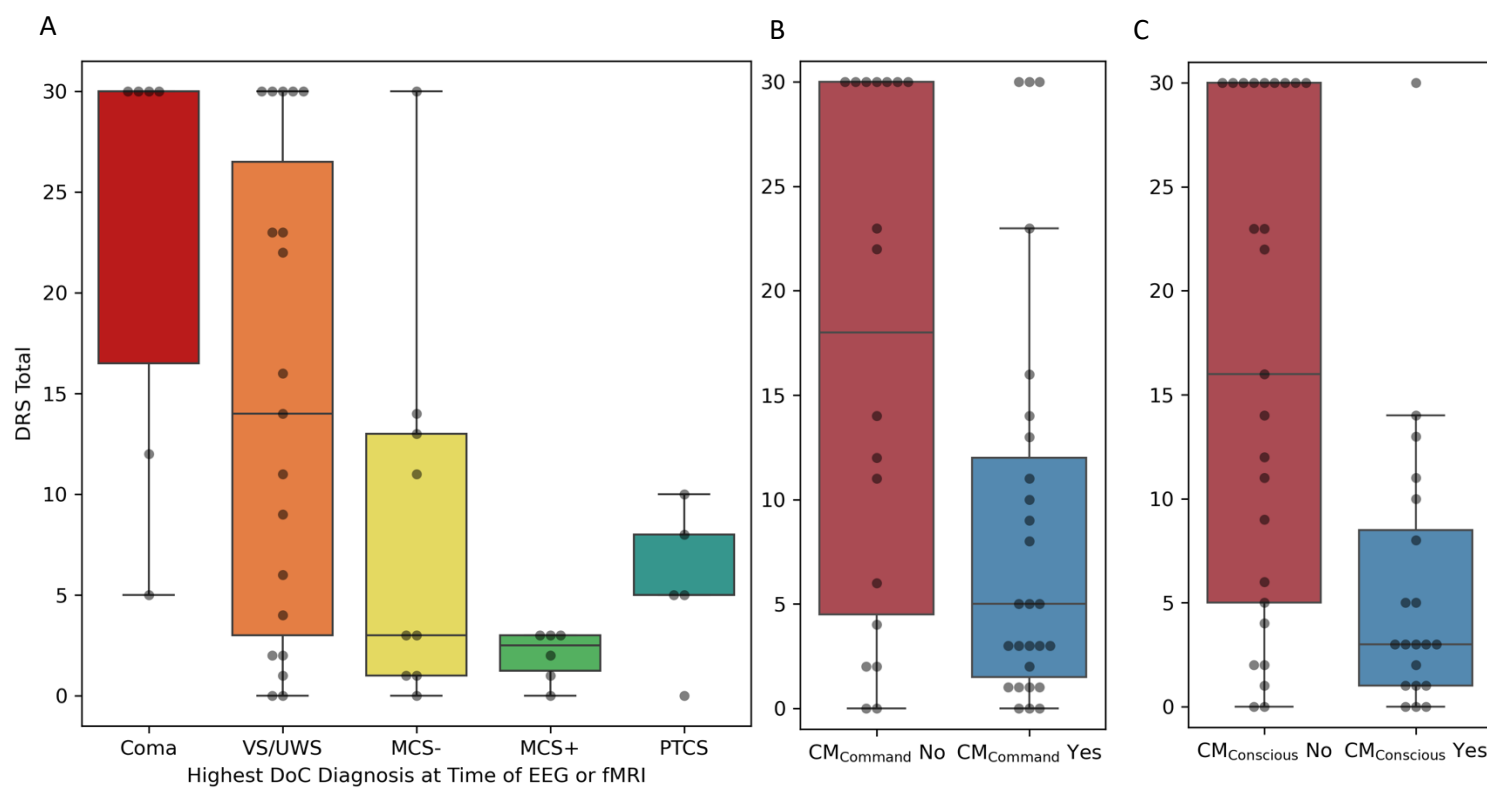 A
B
C
30
25
20
15
10
5
0
DRS Total
Coma VS/UWS MCS- MCS+ PTCS
Highest DoC Diagnosis at Time of EEG or fMRI
30
25
20
15
10
5
0
CMCommand No CMCommand Yes
30
25
20
15
10
5
0
CMConscious No CMConscious Yes